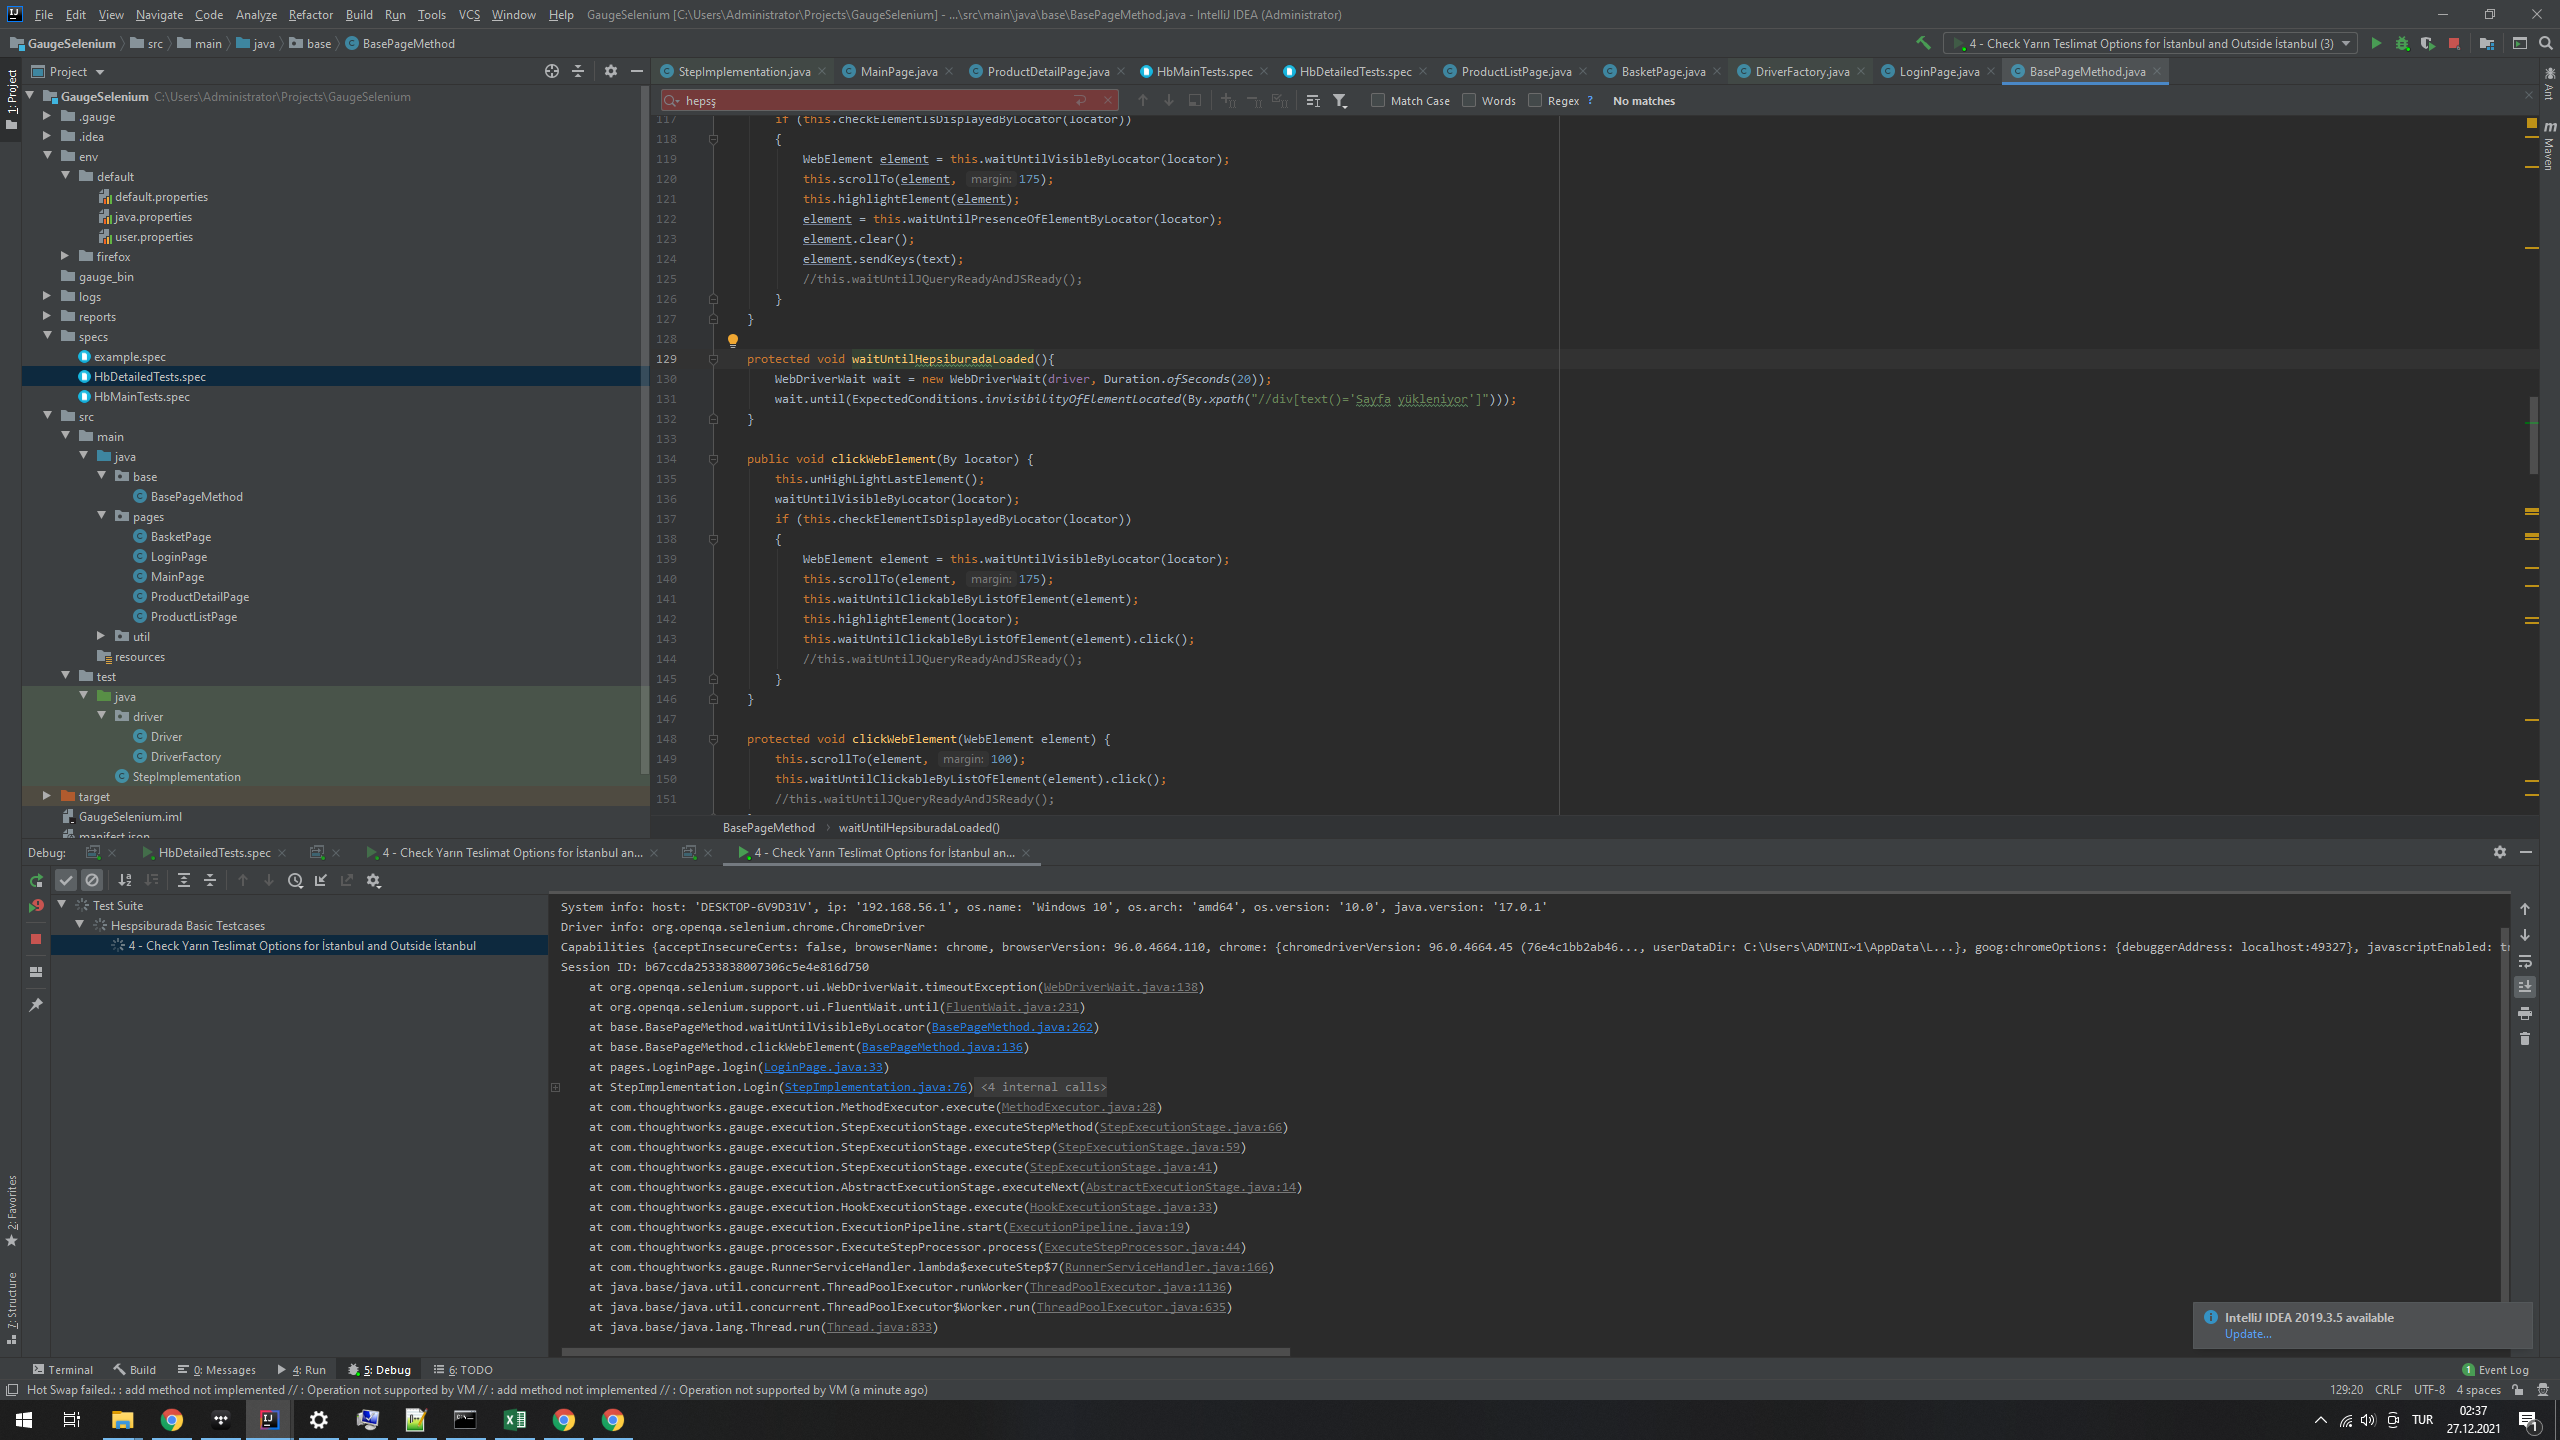 File Edit View Navigate Code Analyze Refactor Build Run Tools VCS Window Help GaugeSelenium [C:\Users\Administrator\Projects\GaugeSelenium] - ...\src\main\java\base\BasePageMethod.java - IntelliJ IDEA (Administrator)
GaugeSelenium src main java base BasePageMethod 4 - Check Yarın Teslimat Options for İstanbul and Outside İstanbul (3)
Project StepImplementation.java MainPage.java ProductDetailPage.java HbMainTests.spec HbDetailedTests.spec ProductListPage.java BasketPage.java DriverFactory.java LoginPage.java BasePageMethod.java
hepsş Match Case Words Regex ? No matches
1: Project
Ant
Maven
2: Favorites
7: Structure
GaugeSelenium C:\Users\Administrator\Projects\GaugeSelenium
.gauge
.idea
env
default
default.properties
java.properties
user.properties
firefox
gauge_bin
logs
reports
specs
example.spec
HbDetailedTests.spec
HbMainTests.spec
src
main
java
base
BasePageMethod
pages
BasketPage
LoginPage
MainPage
ProductDetailPage
ProductListPage
util
resources
test
java
driver
Driver
DriverFactory
StepImplementation
target
GaugeSelenium.iml
manifest.json
117 if (this.checkElementIsDisplayedByLocator(locator))
118 {
119 WebElement element = this.waitUntilVisibleByLocator(locator);
120 this.scrollTo(element, margin: 175);
121 this.highlightElement(element);
122 element = this.waitUntilPresenceOfElementByLocator(locator);
123 element.clear();
124 element.sendKeys(text);
125 //this.waitUntilJQueryReadyAndJSReady();
126 }
127 }
128
129 protected void waitUntilHepsiburadaLoaded(){
130 WebDriverWait wait = new WebDriverWait(driver, Duration.ofSeconds(20));
131 wait.until(ExpectedConditions.invisibilityOfElementLocated(By.xpath("//div[text()='Sayfa yükleniyor']")));
132 }
133
134 public void clickWebElement(By locator) {
135 this.unHighLightLastElement();
136 waitUntilVisibleByLocator(locator);
137 if (this.checkElementIsDisplayedByLocator(locator))
138 {
139 WebElement element = this.waitUntilVisibleByLocator(locator);
140 this.scrollTo(element, margin: 175);
141 this.waitUntilClickableByListOfElement(element);
142 this.highlightElement(locator);
143 this.waitUntilClickableByListOfElement(element).click();
144 //this.waitUntilJQueryReadyAndJSReady();
145 }
146 }
147
148 protected void clickWebElement(WebElement element) {
149 this.scrollTo(element, margin: 100);
150 this.waitUntilClickableByListOfElement(element).click();
151 //this.waitUntilJQueryReadyAndJSReady();
BasePageMethod › waitUntilHepsiburadaLoaded()
Debug: HbDetailedTests.spec 4 - Check Yarın Teslimat Options for İstanbul an... 4 - Check Yarın Teslimat Options for İstanbul an...
Test Suite
Hespsiburada Basic Testcases
4 - Check Yarın Teslimat Options for İstanbul and Outside İstanbul
System info: host: 'DESKTOP-6V9D31V', ip: '192.168.56.1', os.name: 'Windows 10', os.arch: 'amd64', os.version: '10.0', java.version: '17.0.1'
Driver info: org.openqa.selenium.chrome.ChromeDriver
Capabilities {acceptInsecureCerts: false, browserName: chrome, browserVersion: 96.0.4664.110, chrome: {chromedriverVersion: 96.0.4664.45 (76e4c1bb2ab46..., userDataDir: C:\Users\ADMINI~1\AppData\L...}, goog:chromeOptions: {debuggerAddress: localhost:49327}, javascriptEnabled: tr
Session ID: b67ccda2533838007306c5e4e816d750
at org.openqa.selenium.support.ui.WebDriverWait.timeoutException(WebDriverWait.java:138)
at org.openqa.selenium.support.ui.FluentWait.until(FluentWait.java:231)
at base.BasePageMethod.waitUntilVisibleByLocator(BasePageMethod.java:262)
at base.BasePageMethod.clickWebElement(BasePageMethod.java:136)
at pages.LoginPage.login(LoginPage.java:33)
at StepImplementation.Login(StepImplementation.java:76) <4 internal calls>
at com.thoughtworks.gauge.execution.MethodExecutor.execute(MethodExecutor.java:28)
at com.thoughtworks.gauge.execution.StepExecutionStage.executeStepMethod(StepExecutionStage.java:66)
at com.thoughtworks.gauge.execution.StepExecutionStage.executeStep(StepExecutionStage.java:59)
at com.thoughtworks.gauge.execution.StepExecutionStage.execute(StepExecutionStage.java:41)
at com.thoughtworks.gauge.execution.AbstractExecutionStage.executeNext(AbstractExecutionStage.java:14)
at com.thoughtworks.gauge.execution.HookExecutionStage.execute(HookExecutionStage.java:33)
at com.thoughtworks.gauge.execution.ExecutionPipeline.start(ExecutionPipeline.java:19)
at com.thoughtworks.gauge.processor.ExecuteStepProcessor.process(ExecuteStepProcessor.java:44)
at com.thoughtworks.gauge.RunnerServiceHandler.lambda$executeStep$7(RunnerServiceHandler.java:166)
at java.base/java.util.concurrent.ThreadPoolExecutor.runWorker(ThreadPoolExecutor.java:1136)
at java.base/java.util.concurrent.ThreadPoolExecutor$Worker.run(ThreadPoolExecutor.java:635)
at java.base/java.lang.Thread.run(Thread.java:833)
IntelliJ IDEA 2019.3.5 available
Update...
Terminal Build 0: Messages 4: Run 5: Debug 6: TODO 1 Event Log
Hot Swap failed.: : add method not implemented // : Operation not supported by VM // : add method not implemented // : Operation not supported by VM (a minute ago) 129:20 CRLF UTF-8 4 spaces
TUR 02:37
27.12.2021 1